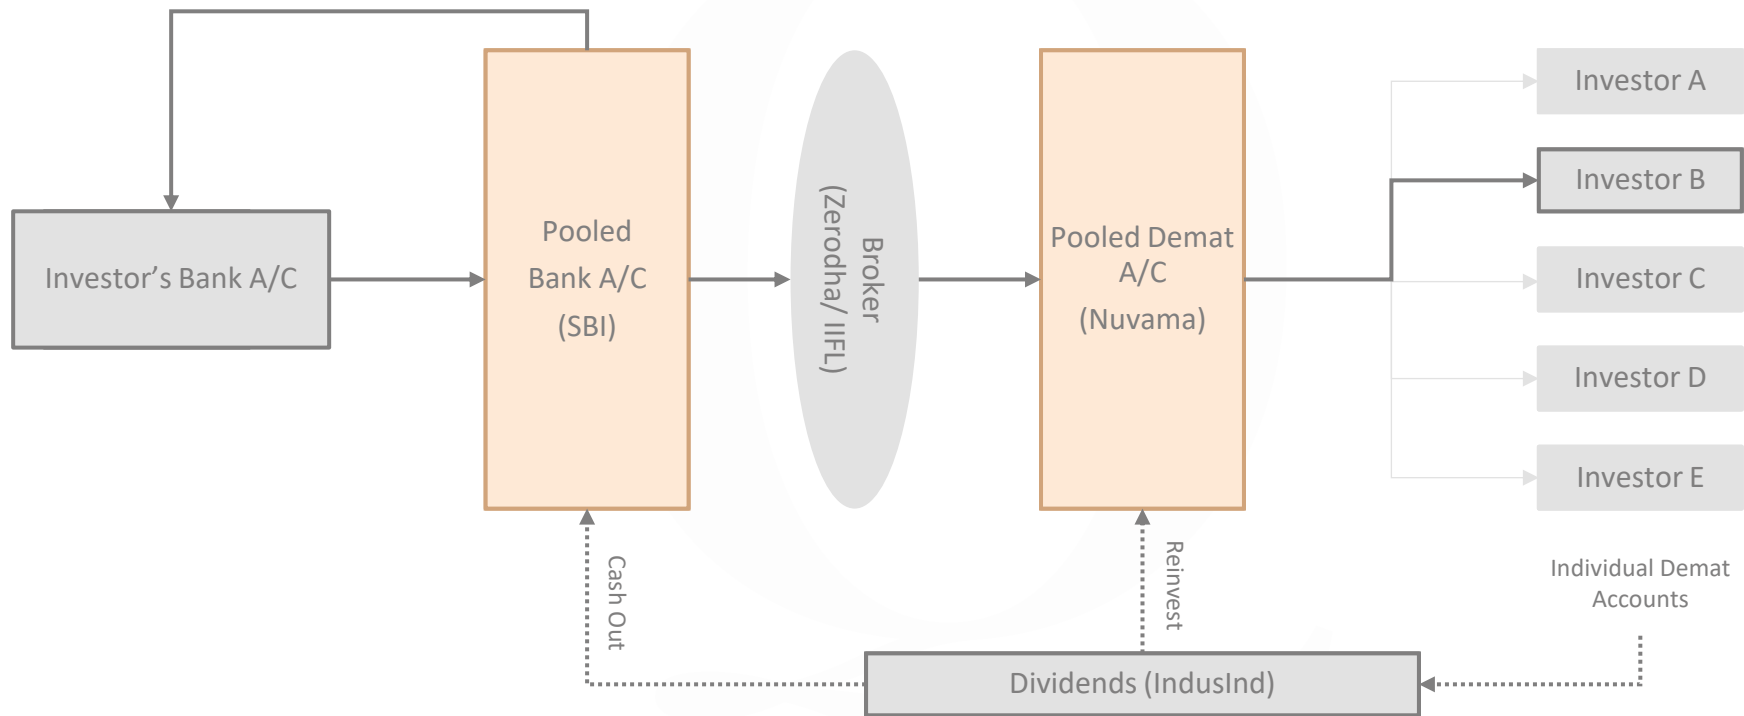 Investor's Bank A/C
Pooled
Bank A/C
(SBI)
Broker
(Zerodha/ IIFL)
Pooled Demat
A/C
(Nuvama)
Investor A
Investor B
Investor C
Investor D
Investor E
Individual Demat
Accounts
Cash Out
Reinvest
Dividends (IndusInd)